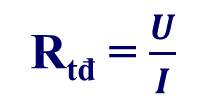 R_tđ = U/I